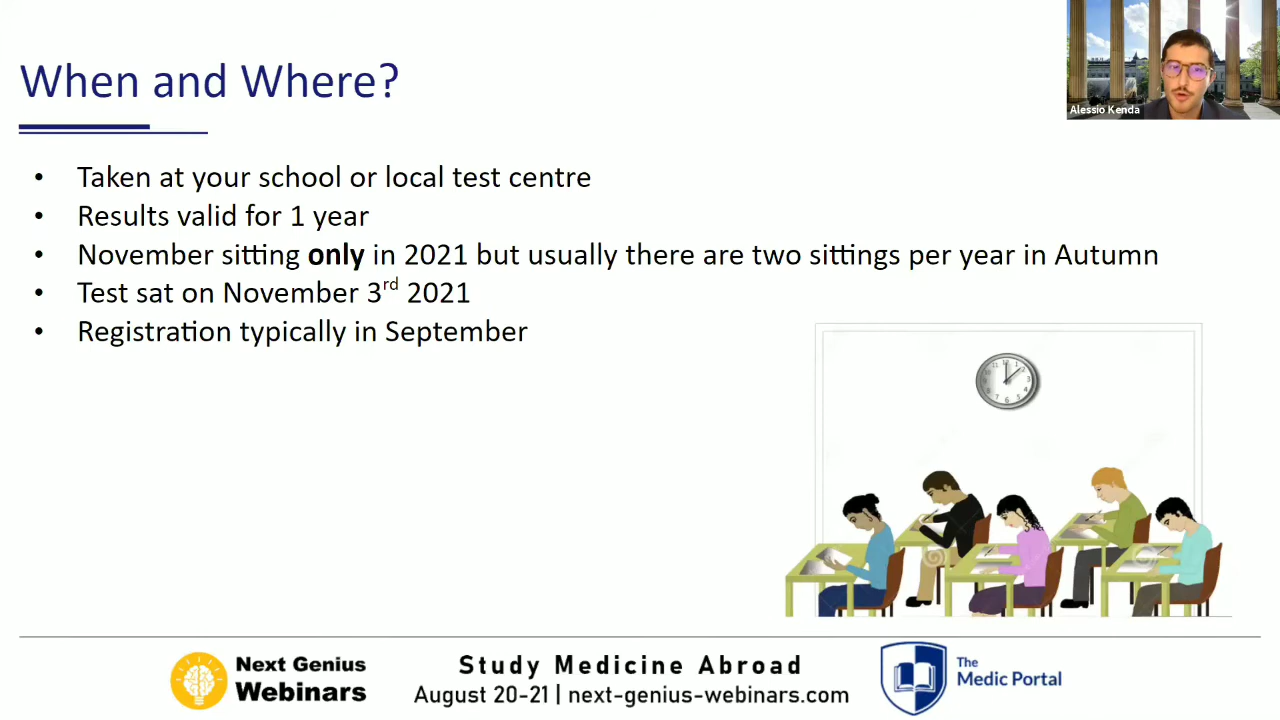 When and Where?
Alessio Kenda
• Taken at your school or local test centre
• Results valid for 1 year
• November sitting only in 2021 but usually there are two sittings per year in Autumn
• Test sat on November 3rd 2021
• Registration typically in September
Next Genius
Webinars
Study Medicine Abroad
August 20-21 | next-genius-webinars.com
The
Medic Portal